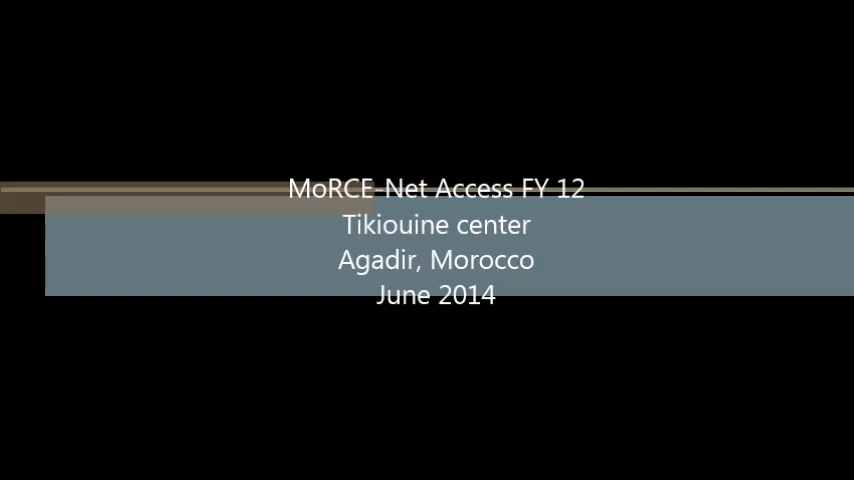 MoRCE-Net Access FY 12
Tikiouine center
Agadir, Morocco
June 2014